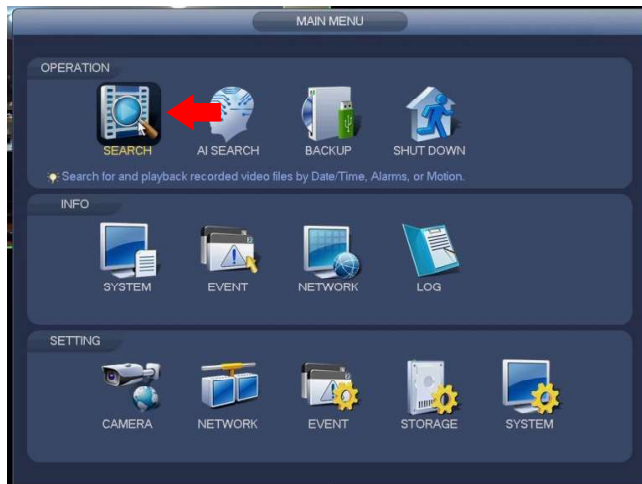 MAIN MENU
OPERATION
SEARCH AI SEARCH BACKUP SHUT DOWN
Search for and playback recorded video files by Date/Time, Alarms, or Motion.
INFO
SYSTEM EVENT NETWORK LOG
SETTING
CAMERA NETWORK EVENT STORAGE SYSTEM